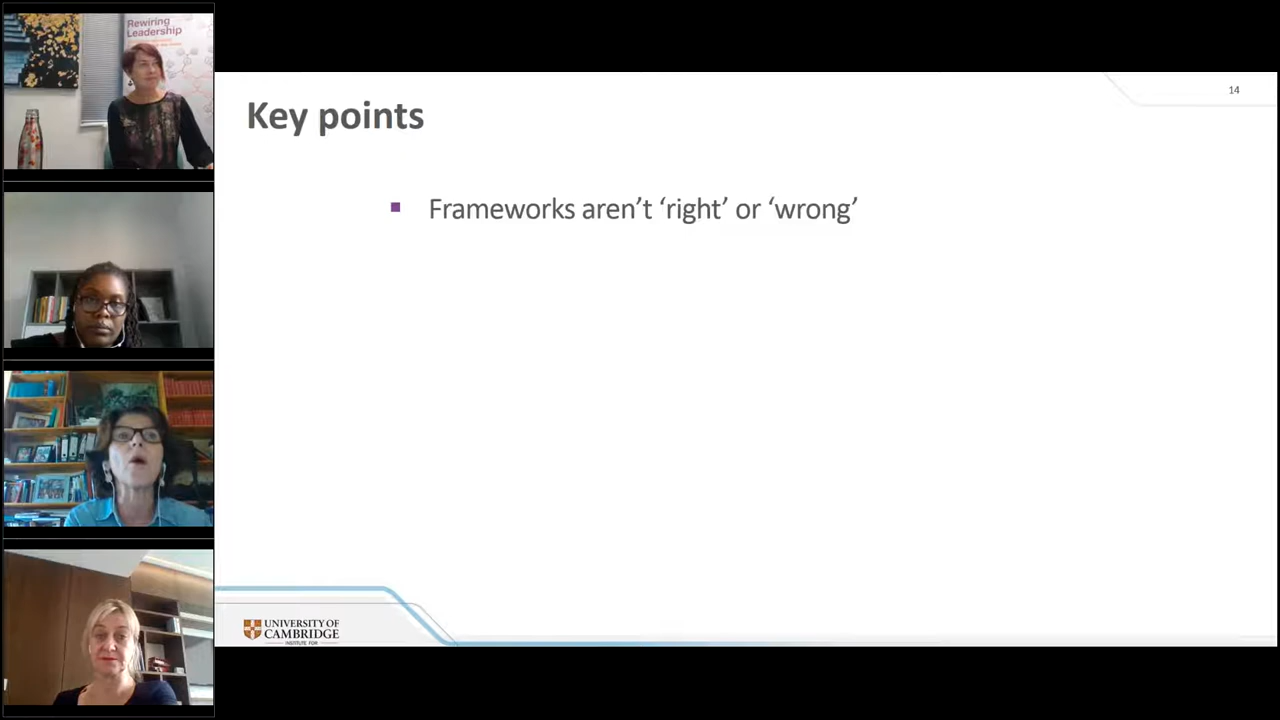 Rewiring
Leadership
14
Key points
▪ Frameworks aren’t ‘right’ or ‘wrong’
UNIVERSITY OF
CAMBRIDGE
INSTITUTE FOR